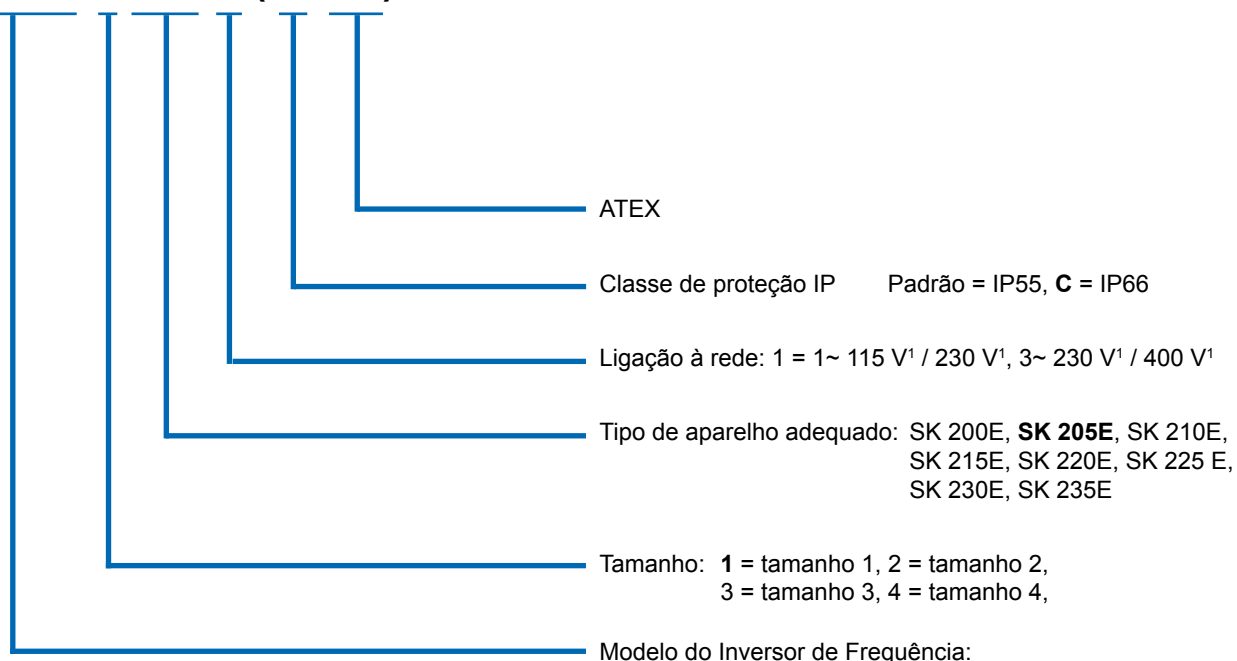 ATEX
Classe de proteção IP Padrão = IP55, C = IP66
Ligação à rede: 1 = 1~ 115 V¹ / 230 V¹, 3~ 230 V¹ / 400 V¹
Tipo de aparelho adequado: SK 200E, SK 205E, SK 210E,
SK 215E, SK 220E, SK 225 E,
SK 230E, SK 235E
Tamanho: 1 = tamanho 1, 2 = tamanho 2,
3 = tamanho 3, 4 = tamanho 4,
Modelo do Inversor de Frequência: